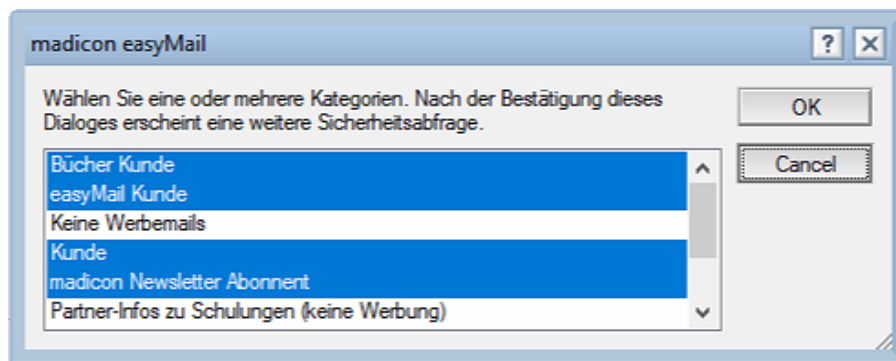 madicon easyMail
?
Wählen Sie eine oder mehrere Kategorien. Nach der Bestätigung dieses
Dialoges erscheint eine weitere Sicherheitsabfrage.
OK
Cancel
Bücher Kunde
easyMail Kunde
Keine Werbemails
Kunde
madicon Newsletter Abonnent
Partner-Infos zu Schulungen (keine Werbung)